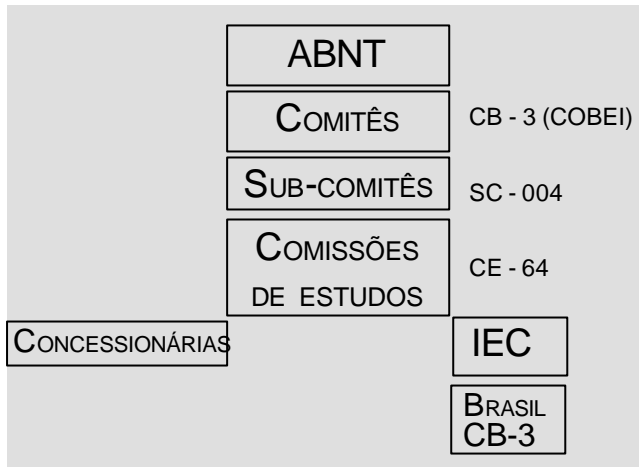 ABNT
COMITÊS
CB - 3 (COBEI)
SUB-COMITÊS
SC - 004
COMISSÕES
DE ESTUDOS
CE - 64
CONCESSIONÁRIAS
IEC
BRASIL
CB-3